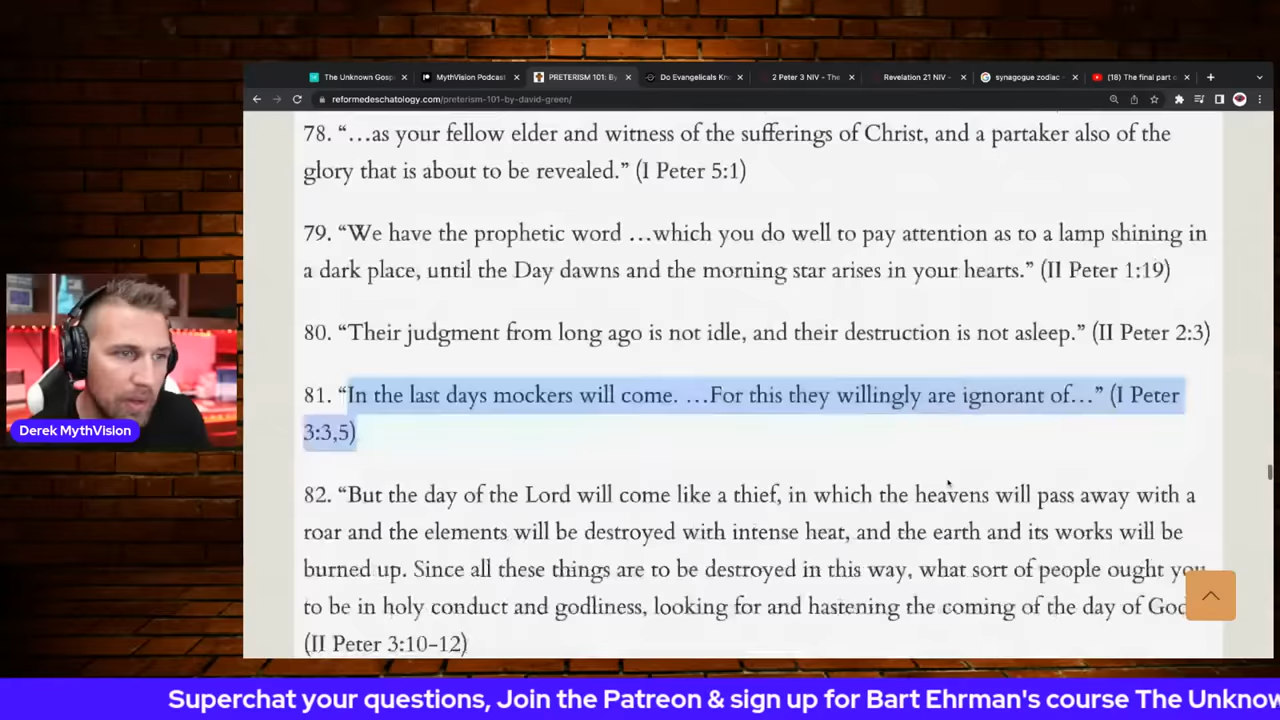 The Unknown Gosp
MythVision Podcast
PRETERISM 101: B
Do Evangelicals Kn
2 Peter 3 NIV - The
Revelation 21 NIV -
synagogue zodiac -
(18) The final part o
reformedeschatology.com/preterism-101-by-david-green/
78. “…as your fellow elder and witness of the sufferings of Christ, and a partaker also of the
glory that is about to be revealed.” (I Peter 5:1)
79. “We have the prophetic word …which you do well to pay attention as to a lamp shining in
a dark place, until the Day dawns and the morning star arises in your hearts.” (II Peter 1:19)
80. “Their judgment from long ago is not idle, and their destruction is not asleep.” (II Peter 2:3)
81. “In the last days mockers will come. …For this they willingly are ignorant of…” (I Peter
3:3,5)
82. “But the day of the Lord will come like a thief, in which the heavens will pass away with a
roar and the elements will be destroyed with intense heat, and the earth and its works will be
burned up. Since all these things are to be destroyed in this way, what sort of people ought you
to be in holy conduct and godliness, looking for and hastening the coming of the day of God
(II Peter 3:10-12)
Derek MythVision
Superchat your questions, Join the Patreon & sign up for Bart Ehrman's course The Unknow